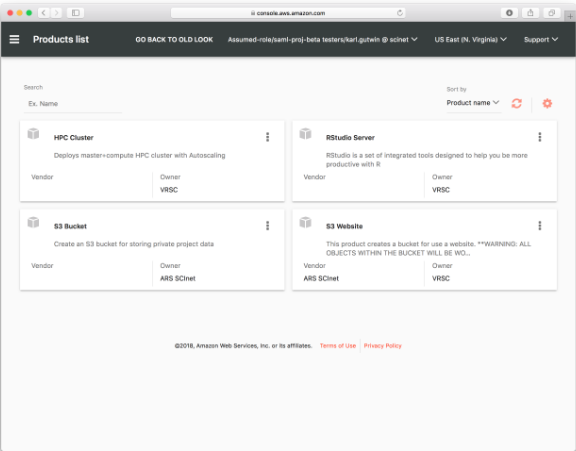 console.aws.amazon.com
Products list
GO BACK TO OLD LOOK
Assumed-role/saml-proj-beta testers/karl.gutwin @ scinet
US East (N. Virginia)
Support
Search
Ex. Name
Sort by
Product name
HPC Cluster
Deploys master+compute HPC cluster with Autoscaling
Vendor
Owner
VRSC
RStudio Server
RStudio is a set of integrated tools designed to help you be more
productive with R
Vendor
Owner
VRSC
S3 Bucket
Create an S3 bucket for storing private project data
Vendor
Owner
ARS SCInet
S3 Website
This product creates a bucket for use a website. **WARNING: ALL
OBJECTS WITHIN THE BUCKET WILL BE WO...
Vendor
ARS SCInet
Owner
VRSC
@2018, Amazon Web Services, Inc. or its affiliates. Terms of Use Privacy Policy